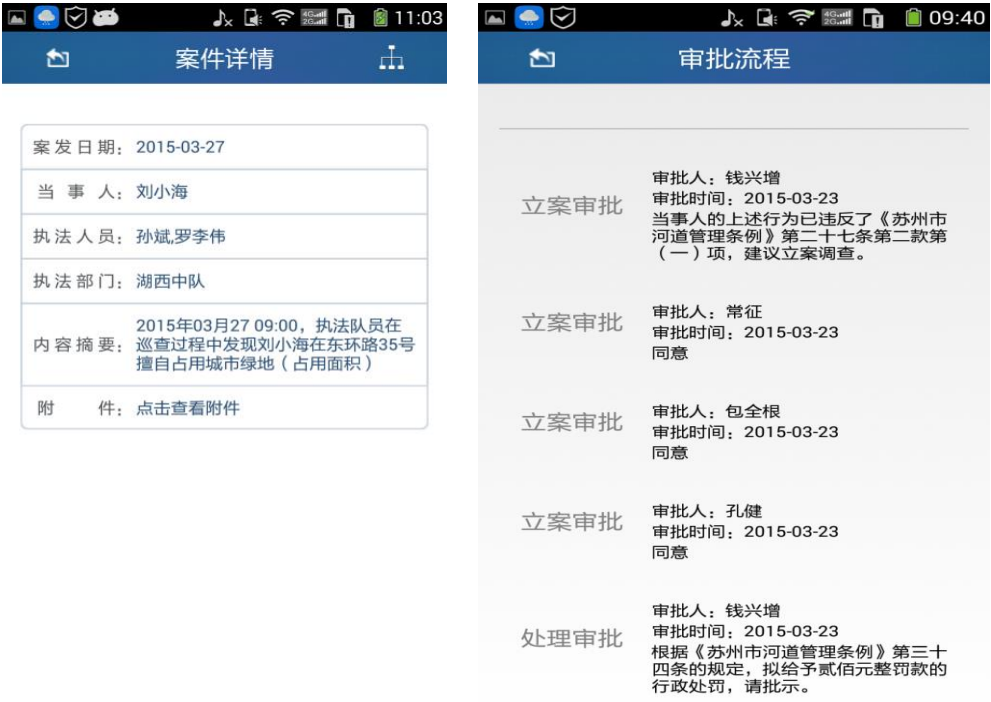 11:03
案件详情
案发日期：2015-03-27
当事人：刘小海
执法人员：孙斌,罗李伟
执法部门：湖西中队
内容摘要：2015年03月27 09:00，执法队员在
巡查过程中发现刘小海在东环路35号
擅自占用城市绿地（占用面积）
附件：点击查看附件
09:40
审批流程
立案审批
审批人：钱兴增
审批时间：2015-03-23
当事人的上述行为已违反了《苏州市
河道管理条例》第二十七条第二款第
（一）项，建议立案调查。
立案审批
审批人：常征
审批时间：2015-03-23
同意
立案审批
审批人：包全根
审批时间：2015-03-23
同意
立案审批
审批人：孔健
审批时间：2015-03-23
同意
处理审批
审批人：钱兴增
审批时间：2015-03-23
根据《苏州市河道管理条例》第三十
四条的规定，拟给予贰佰元整罚款的
行政处罚，请批示。